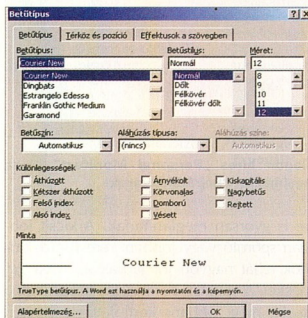 Betűtípus
Betűtípus Térköz és pozíció Effektusok a szövegben
Betűtípus: Betűstílus: Méret:
Courier New Normál 12
Courier New Normál 8
Dingbats Dőlt 9
Estrangelo Edessa Félkövér 10
Franklin Gothic Medium Félkövér dőlt 11
Garamond 12
Betűszín: Aláhúzás típusa: Aláhúzás színe:
Automatikus (nincs) Automatikus
Különlegességek
Áthúzott Árnyékolt Kiskapitális
Kétszer áthúzott Körvonalas Nagybetűs
Felső index Domború Rejtett
Alsó index Vésett
Minta
Courier New
TrueType betűtípus. A Word ezt használja a nyomtatón és a képernyőn.
Alapértelmezés... OK Mégse